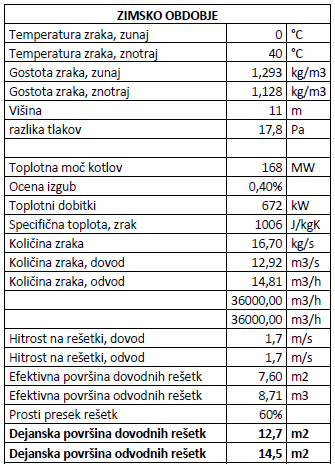 ZIMSKO OBDOBJE
Temperatura zraka, zunaj 0 °C
Temperatura zraka, znotraj 40 °C
Gostota zraka, zunaj 1,293 kg/m3
Gostota zraka, znotraj 1,128 kg/m3
Višina 11 m
razlika tlakov 17,8 Pa
Toplotna moč kotlov 168 MW
Ocena izgub 0,40%
Toplotni dobitki 672 kW
Specifična toplota, zrak 1006 J/kgK
Količina zraka 16,70 kg/s
Količina zraka, dovod 12,92 m3/s
Količina zraka, odvod 14,81 m3/h
36000,00 m3/h
36000,00 m3/h
Hitrost na rešetki, dovod 1,7 m/s
Hitrost na rešetki, odvod 1,7 m/s
Efektivna površina dovodnih rešetk 7,60 m2
Efektivna površina odvodnih rešetk 8,71 m3
Prosti presek rešetk 60%
Dejanska površina dovodnih rešetk 12,7 m2
Dejanska površina odvodnih rešetk 14,5 m2